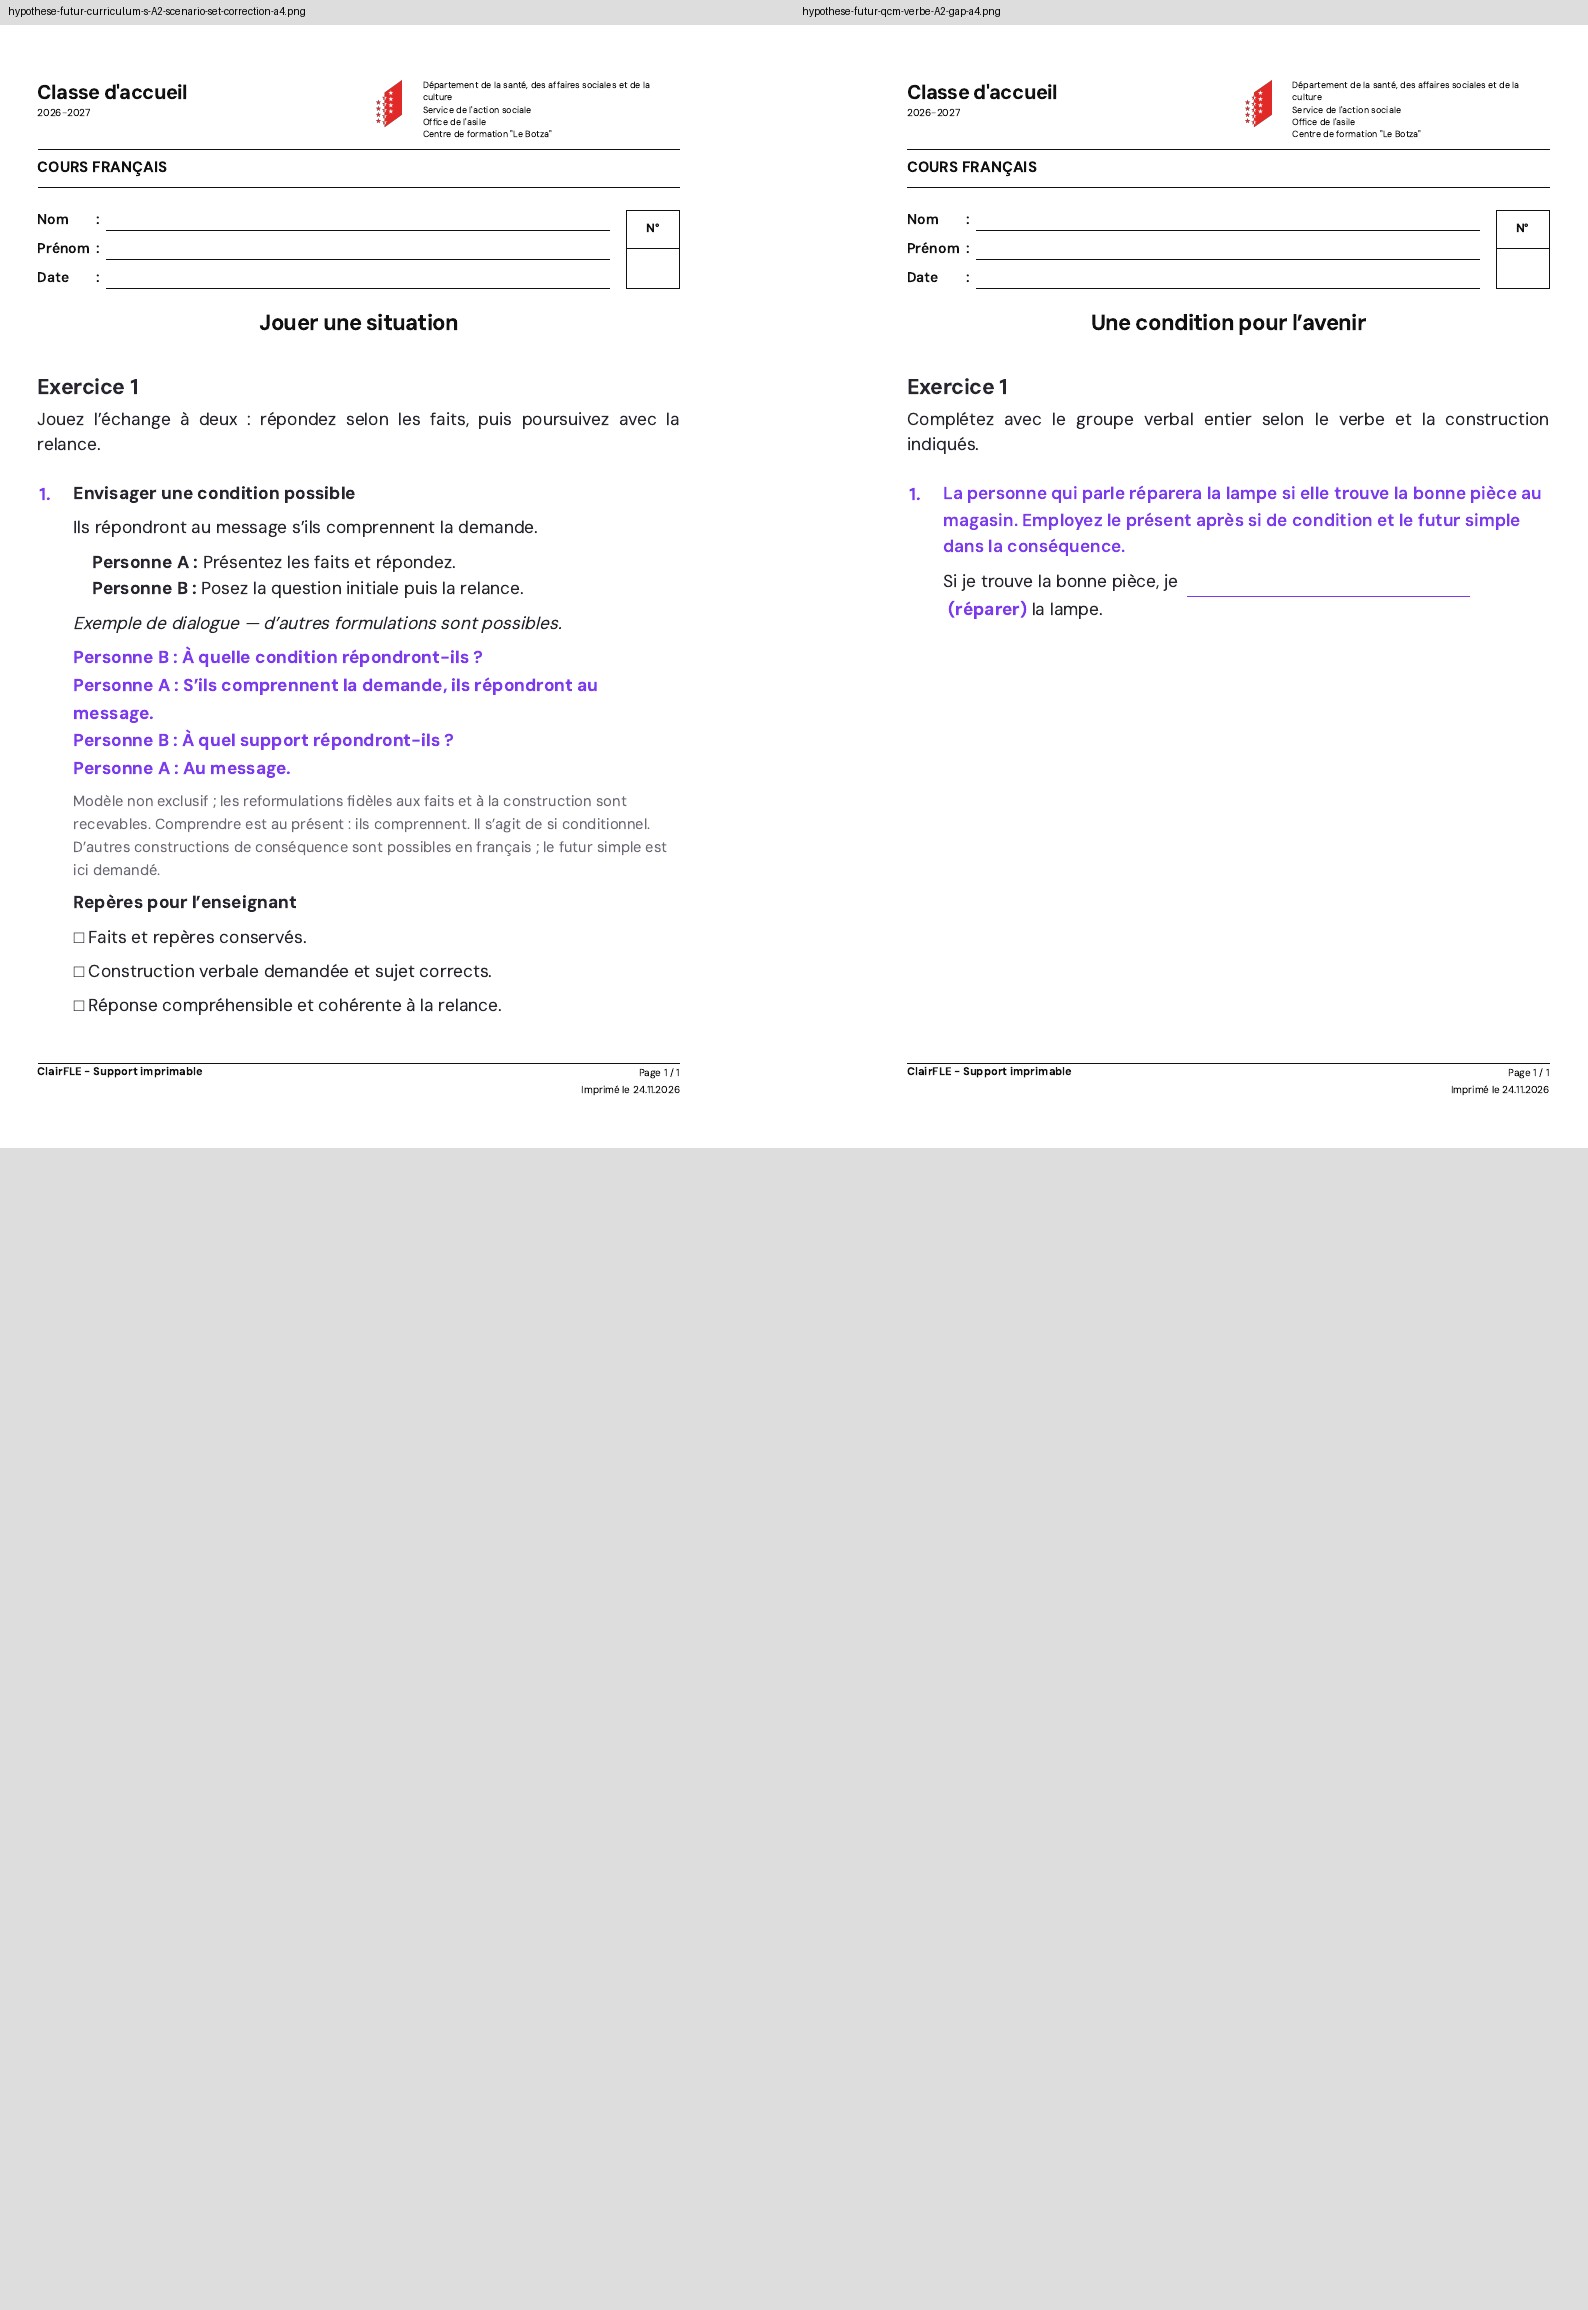 hypothese-futur-curriculum-s-A2-scenario-set-correction-a4.png
Classe d'accueil
2026-2027
Département de la santé, des affaires sociales et de la
culture
Service de l'action sociale
Office de l'asile
Centre de formation "Le Botza"
COURS FRANÇAIS
Nom :
Prénom :
Date :
N°
Jouer une situation
Exercice 1
Jouez l’échange à deux : répondez selon les faits, puis poursuivez avec la
relance.
1. Envisager une condition possible
Ils répondront au message s’ils comprennent la demande.
Personne A : Présentez les faits et répondez.
Personne B : Posez la question initiale puis la relance.
Exemple de dialogue — d’autres formulations sont possibles.
Personne B : À quelle condition répondront-ils ?
Personne A : S’ils comprennent la demande, ils répondront au
message.
Personne B : À quel support répondront-ils ?
Personne A : Au message.
Modèle non exclusif ; les reformulations fidèles aux faits et à la construction sont
recevables. Comprendre est au présent : ils comprennent. Il s’agit de si conditionnel.
D’autres constructions de conséquence sont possibles en français ; le futur simple est
ici demandé.
Repères pour l’enseignant
□ Faits et repères conservés.
□ Construction verbale demandée et sujet corrects.
□ Réponse compréhensible et cohérente à la relance.
ClairFLE - Support imprimable
Page 1 / 1
Imprimé le 24.11.2026
hypothese-futur-qcm-verbe-A2-gap-a4.png
Classe d'accueil
2026-2027
Département de la santé, des affaires sociales et de la
culture
Service de l'action sociale
Office de l'asile
Centre de formation "Le Botza"
COURS FRANÇAIS
Nom :
Prénom :
Date :
N°
Une condition pour l’avenir
Exercice 1
Complétez avec le groupe verbal entier selon le verbe et la construction
indiqués.
1. La personne qui parle réparera la lampe si elle trouve la bonne pièce au
magasin. Employez le présent après si de condition et le futur simple
dans la conséquence.
Si je trouve la bonne pièce, je
(réparer) la lampe.
ClairFLE - Support imprimable
Page 1 / 1
Imprimé le 24.11.2026